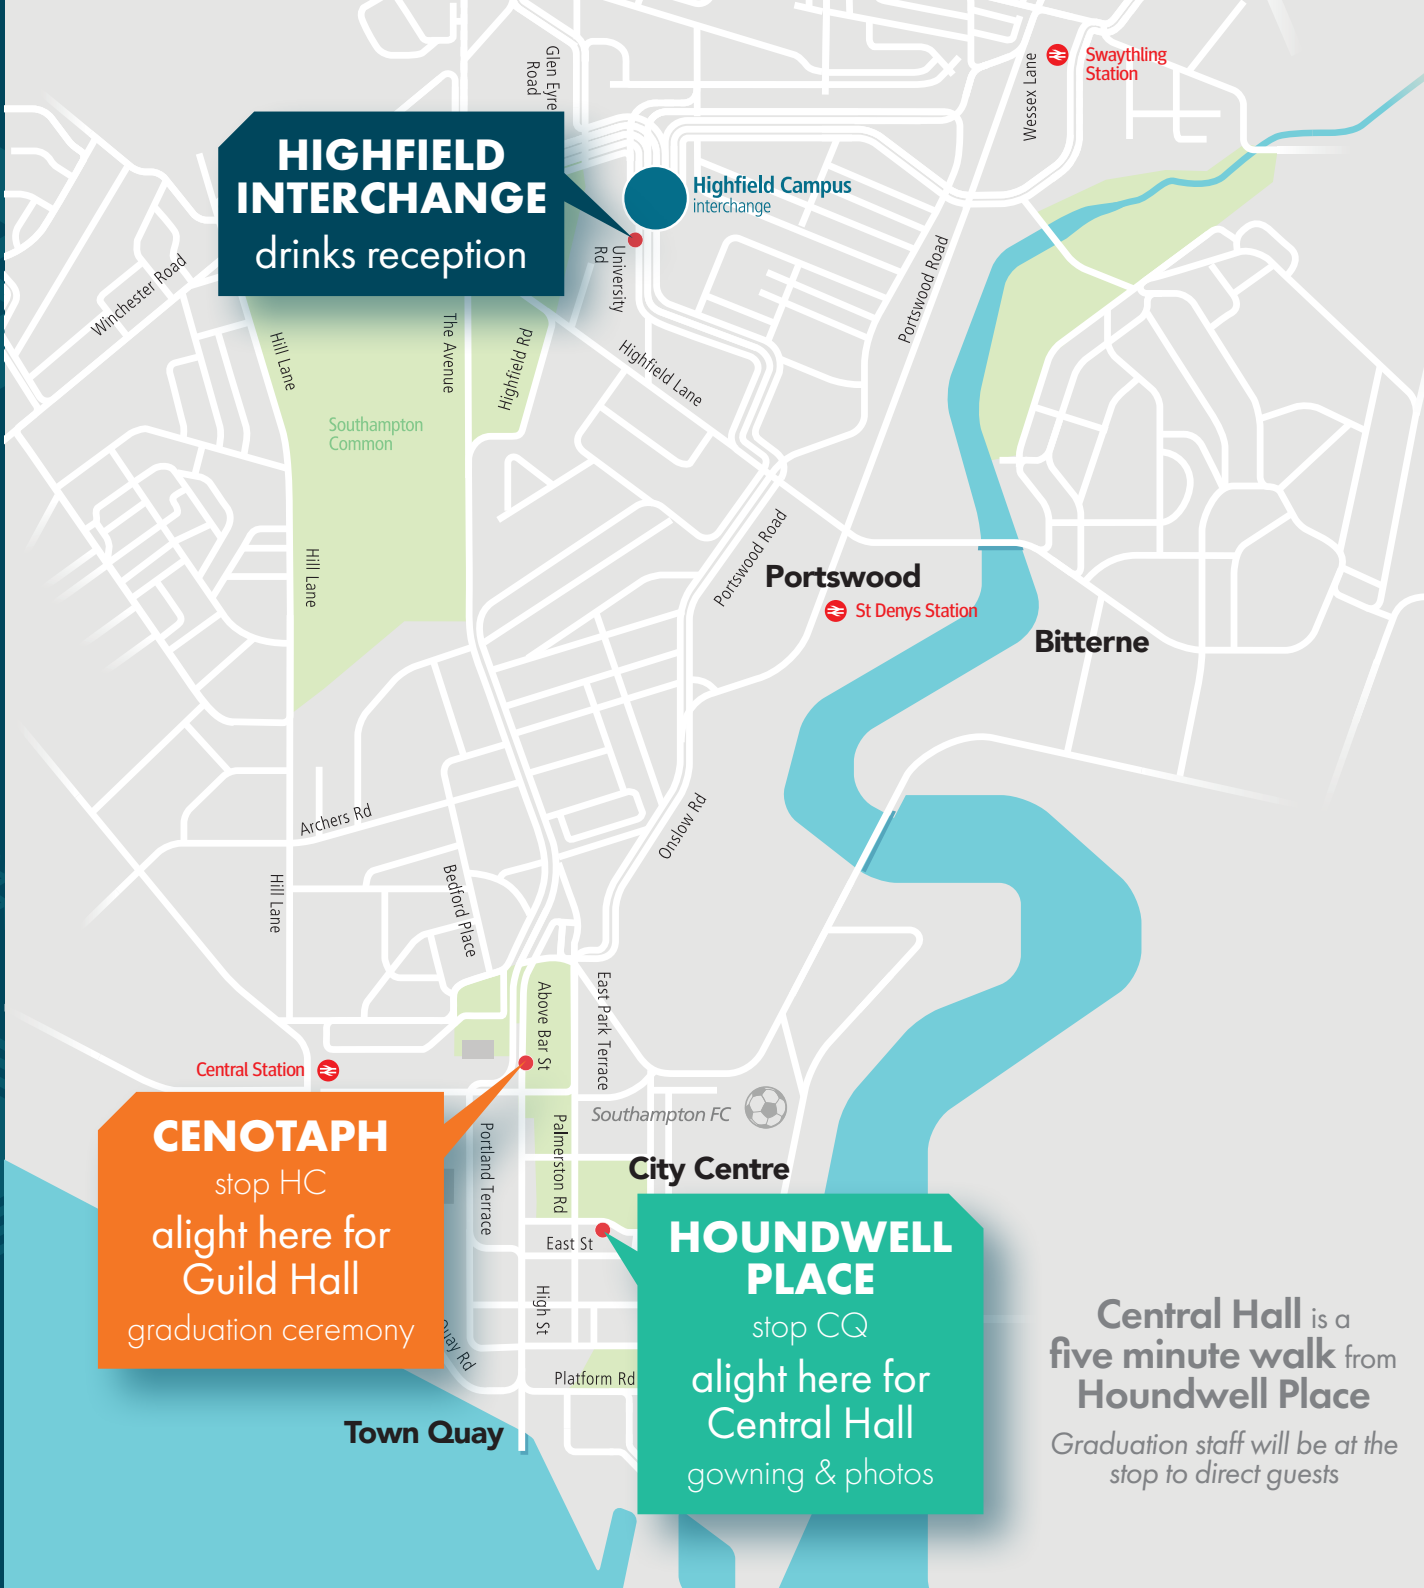 Glen Eyre
Road
Wessex Lane
Swaythling
Station
HIGHFIELD
INTERCHANGE
drinks reception
Highfield Campus
interchange
University
Rd
Winchester Road
Portswood Road
Hill Lane
The Avenue
Highfield Rd
Highfield Lane
Southampton
Common
Hill Lane
Portswood Road
Portswood
St Denys Station
Bitterne
Archers Rd
Onslow Rd
Hill Lane
Bedford Place
Above Bar St
East Park Terrace
Central Station
Southampton FC
CENOTAPH
stop HC
alight here for
Guild Hall
graduation ceremony
Portland Terrace
Palmerston Rd
City Centre
East St
High St
Quay Rd
Platform Rd
Town Quay
HOUNDWELL
PLACE
stop CQ
alight here for
Central Hall
gowning & photos
Central Hall is a
five minute walk from
Houndwell Place
Graduation staff will be at the
stop to direct guests